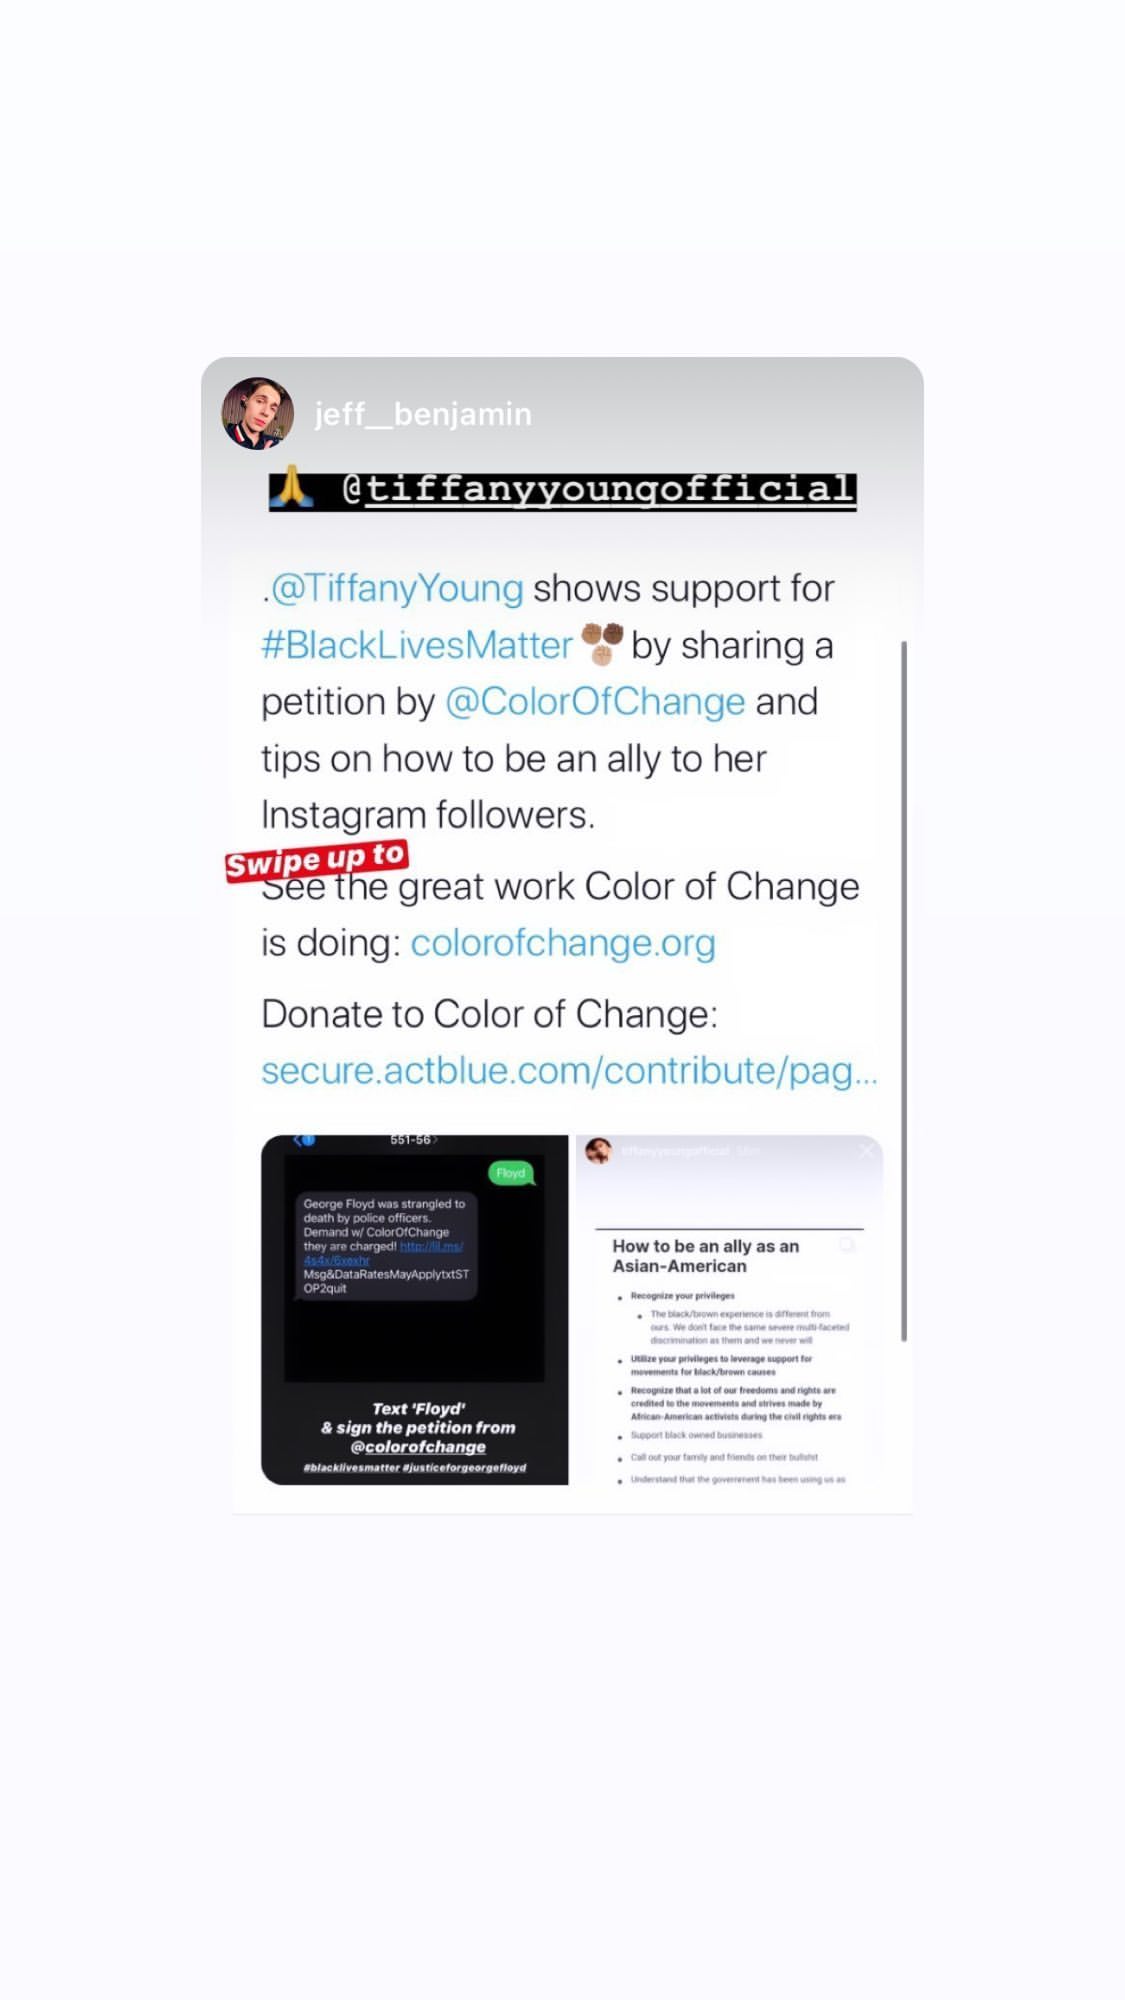 jeff__benjamin
🙏 @tiffanyyoungofficial
.@TiffanyYoung shows support for
#BlackLivesMatter✊🏽✊🏾✊🏼 by sharing a
petition by @ColorOfChange and
tips on how to be an ally to her
Instagram followers.
Swipe up to
See the great work Color of Change
is doing: colorofchange.org
Donate to Color of Change:
secure.actblue.com/contribute/pag...
551-56
Floyd
George Floyd was strangled to
death by police officers.
Demand w/ ColorOfChange
they are charged! http://lil.ms/
4s4x/6xexhr
Msg&DataRatesMayApplytxtST
OP2quit
Text 'Floyd'
& sign the petition from
@colorofchange
#blacklivesmatter #justiceforgeorgefloyd
tiffanyyoungofficial
How to be an ally as an
Asian-American
• Recognize your privileges
• The black/brown experience is different from
ours. We don't face the same severe multi-faceted
discrimination as them and we never will
• Utilize your privileges to leverage support for
movements for black/brown causes
• Recognize that a lot of our freedoms and rights are
credited to the movements and strives made by
African-American activists during the civil rights era
• Support black owned businesses
• Call out your family and friends on their bullshit
• Understand that the government has been using us as